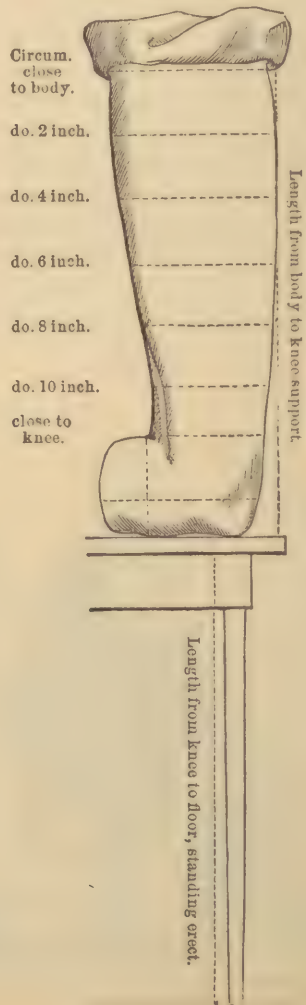 Circum.
close
to body.
do. 2 inch.
do. 4 inch.
do. 6 inch.
do. 8 inch.
do. 10 inch.
close to
knee.
Length from body to knee support.
Length from knee to floor, standing erect.